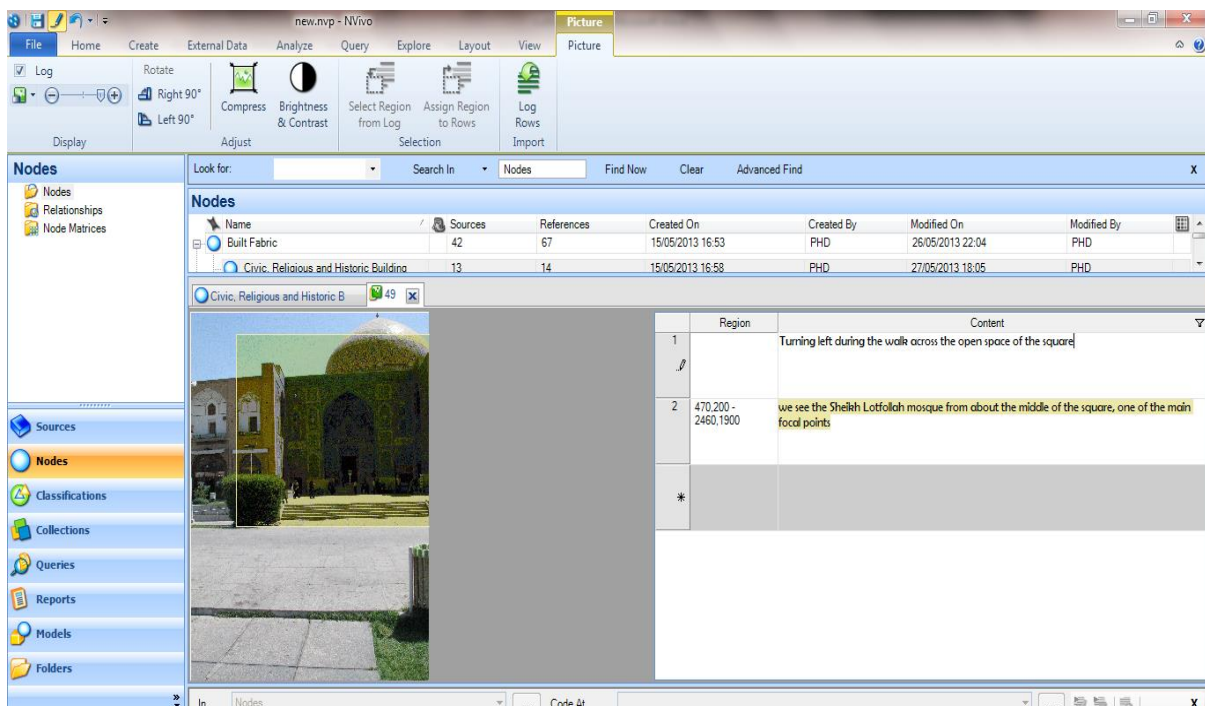 new.nvp - NVivo
Picture
File Home Create External Data Analyze Query Explore Layout View Picture
Log
Rotate
Right 90°
Left 90°
Compress
Brightness
& Contrast
Select Region
from Log
Assign Region
to Rows
Log
Rows
Display
Adjust
Selection
Import
Nodes
Nodes
Relationships
Node Matrices
Look for: Search In Nodes Find Now Clear Advanced Find X
Nodes
Name Sources References Created On Created By Modified On Modified By
Built Fabric 42 67 15/05/2013 16:53 PHD 26/05/2013 22:04 PHD
Civic, Religious and Historic Building 13 14 15/05/2013 16:58 PHD 27/05/2013 18:05 PHD
Civic, Religious and Historic B 49
Region Content
1 Turning left during the walk across the open space of the square
2 470,200 - 2460,1900 we see the Sheikh Lotfollah mosque from about the middle of the square, one of the main
focal points
Sources
Nodes
Classifications
Collections
Queries
Reports
Models
Folders
In Nodes ... Code At ... X